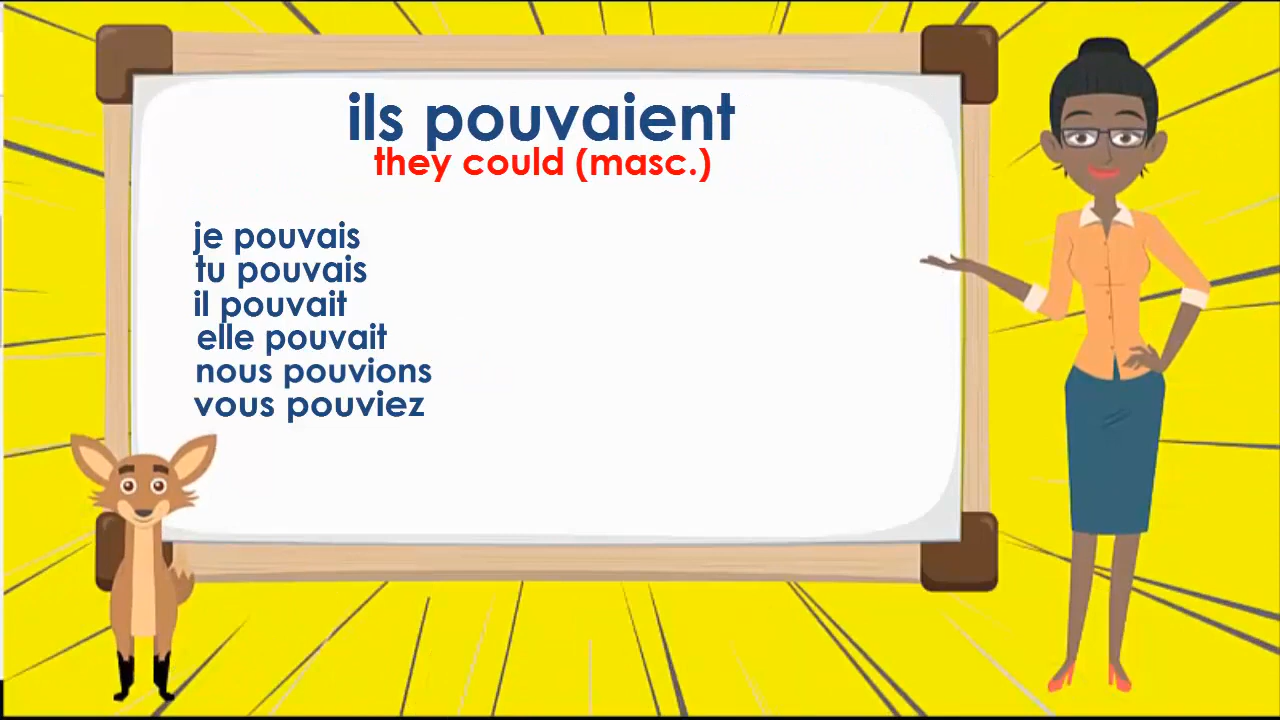 ils pouvaient
they could (masc.)
je pouvais
tu pouvais
il pouvait
elle pouvait
nous pouvions
vous pouviez